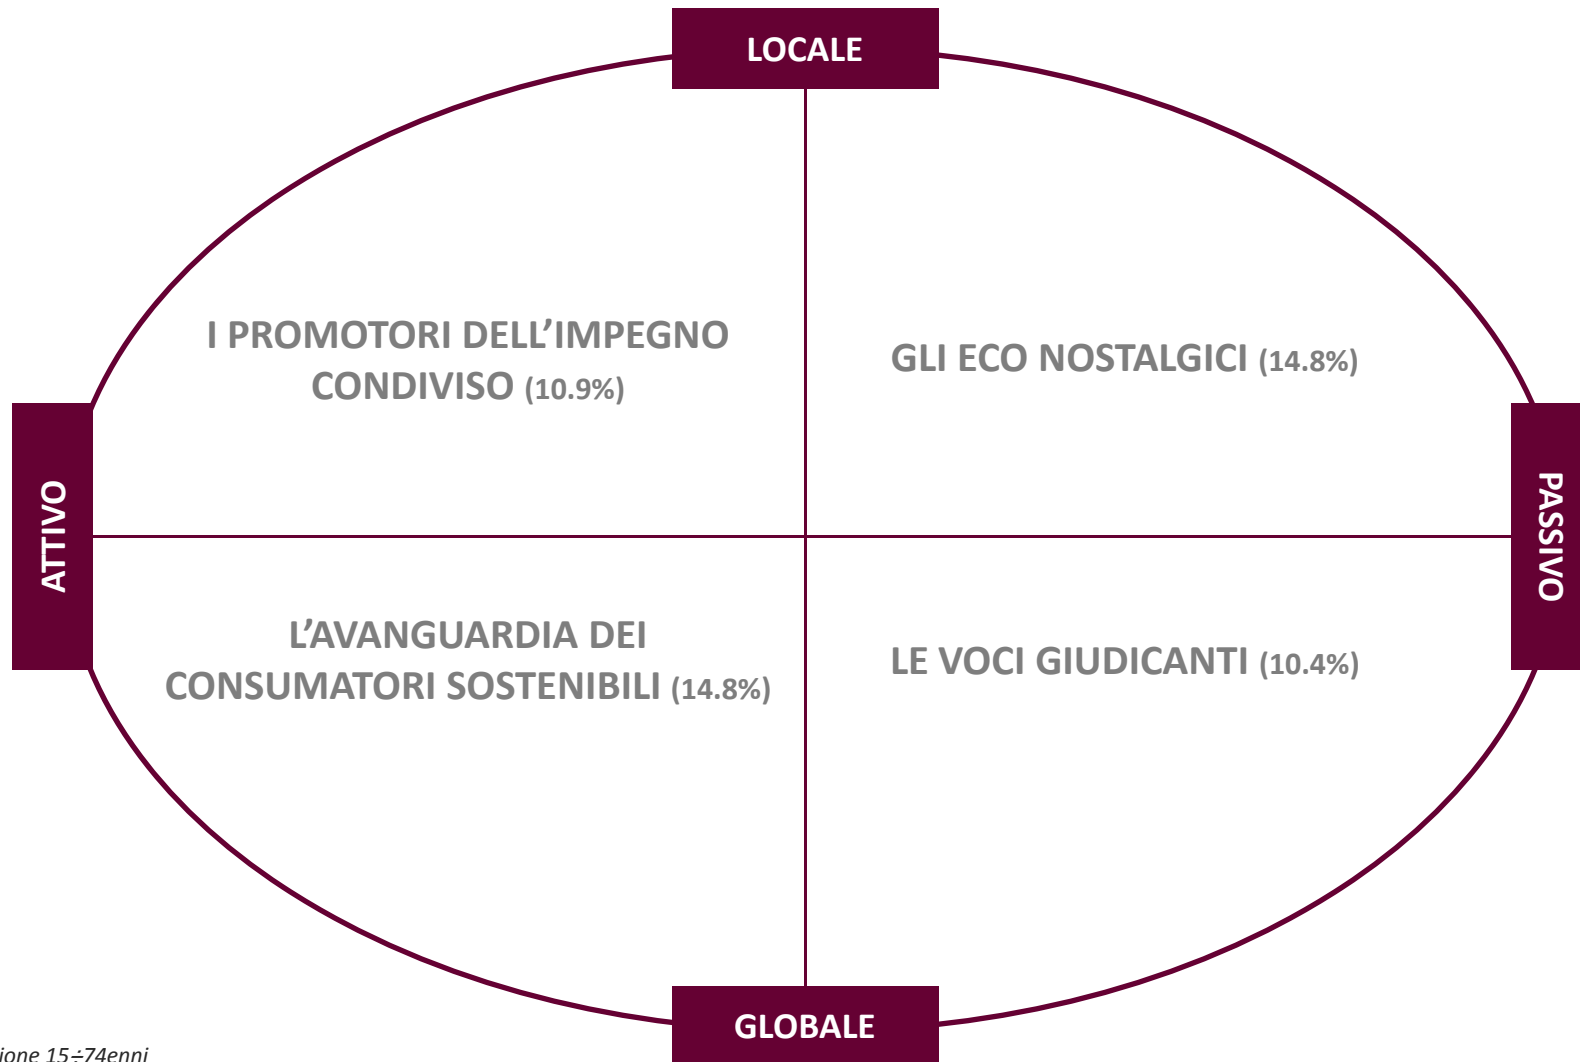 LOCALE
I PROMOTORI DELL’IMPEGNO
CONDIVISO (10.9%)
GLI ECO NOSTALGICI (14.8%)
ATTIVO
PASSIVO
L’AVANGUARDIA DEI
CONSUMATORI SOSTENIBILI (14.8%)
LE VOCI GIUDICANTI (10.4%)
GLOBALE
15÷74enni